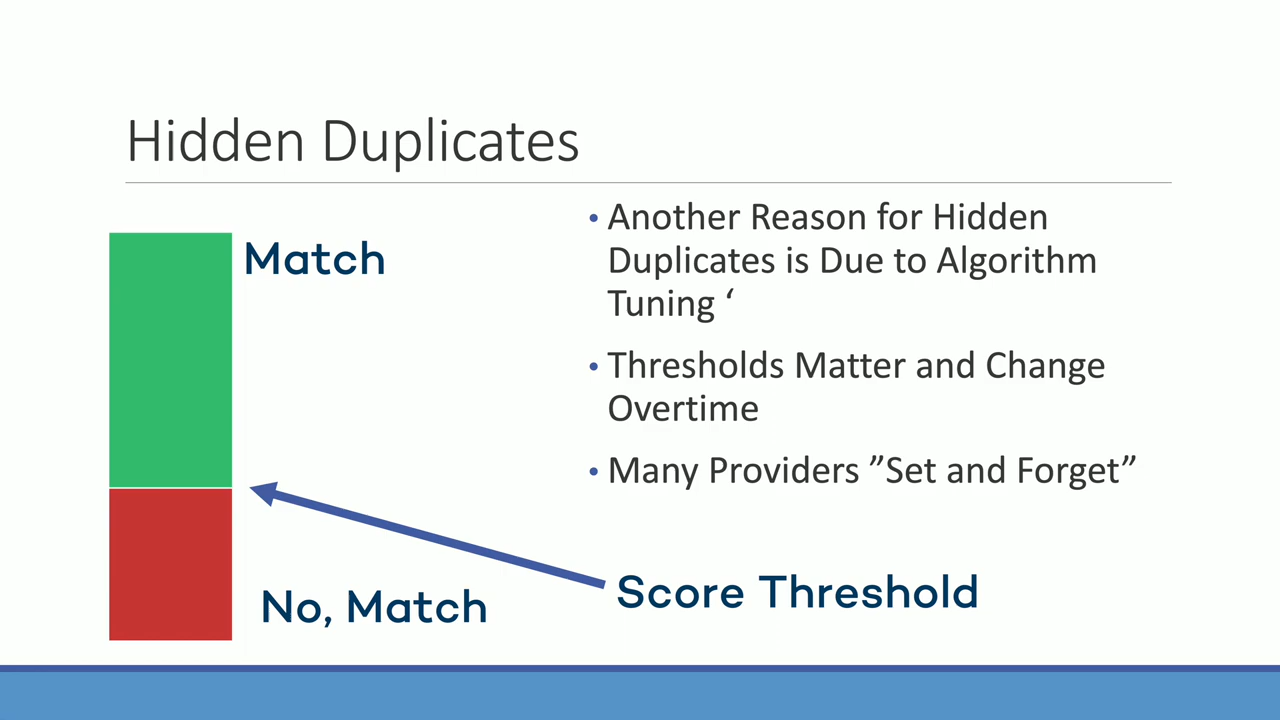 Hidden Duplicates
Match
No, Match
• Another Reason for Hidden
Duplicates is Due to Algorithm
Tuning ‘
• Thresholds Matter and Change
Overtime
• Many Providers ”Set and Forget”
Score Threshold